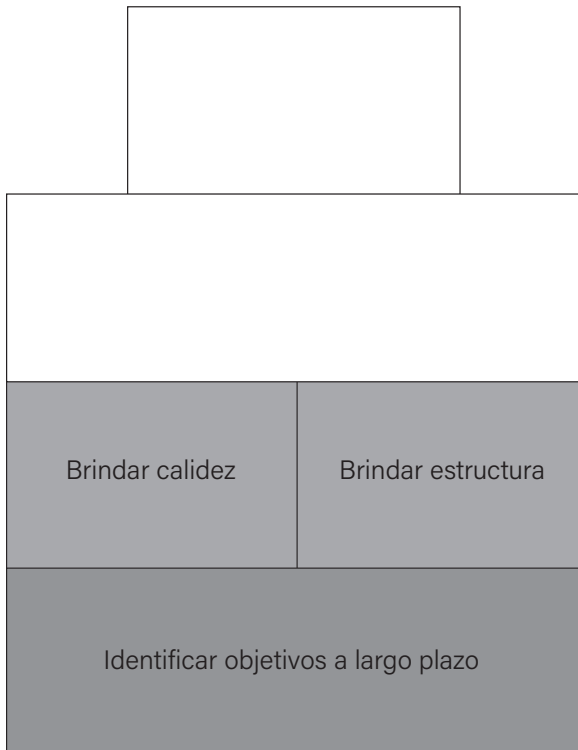 Brindar calidez
Brindar estructura
Identificar objetivos a largo plazo